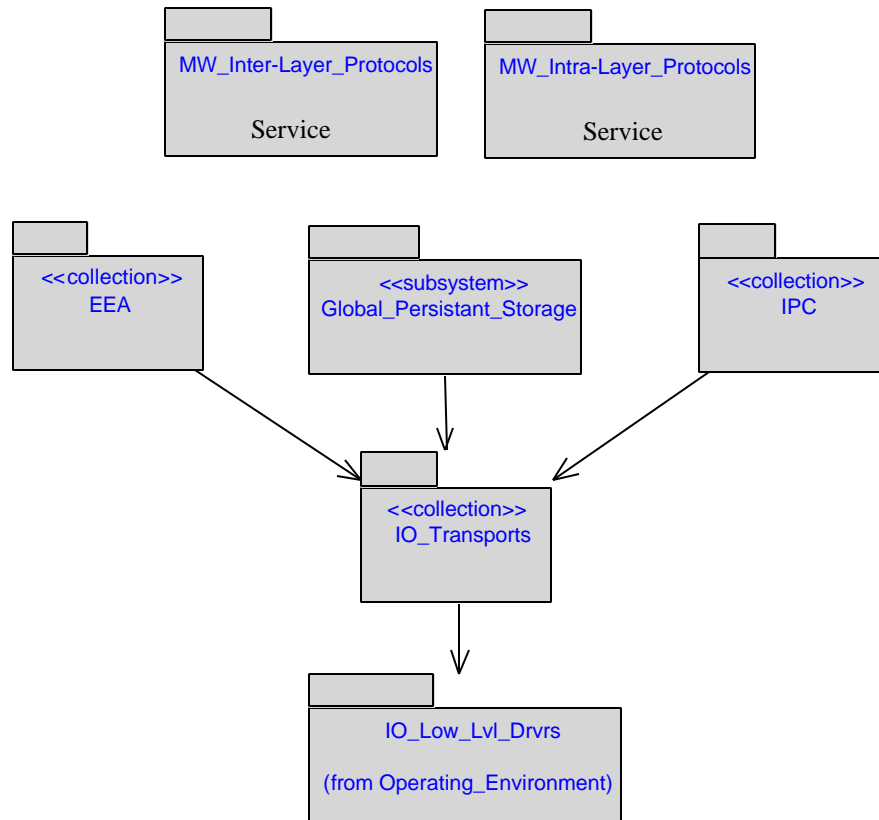 MW_Inter-Layer_Protocols
Service
MW_Intra-Layer_Protocols
Service
<<collection>>
EEA
<<subsystem>>
Global_Persistant_Storage
<<collection>>
IPC
<<collection>>
IO_Transports
IO_Low_Lvl_Drvrs
(from Operating_Environment)